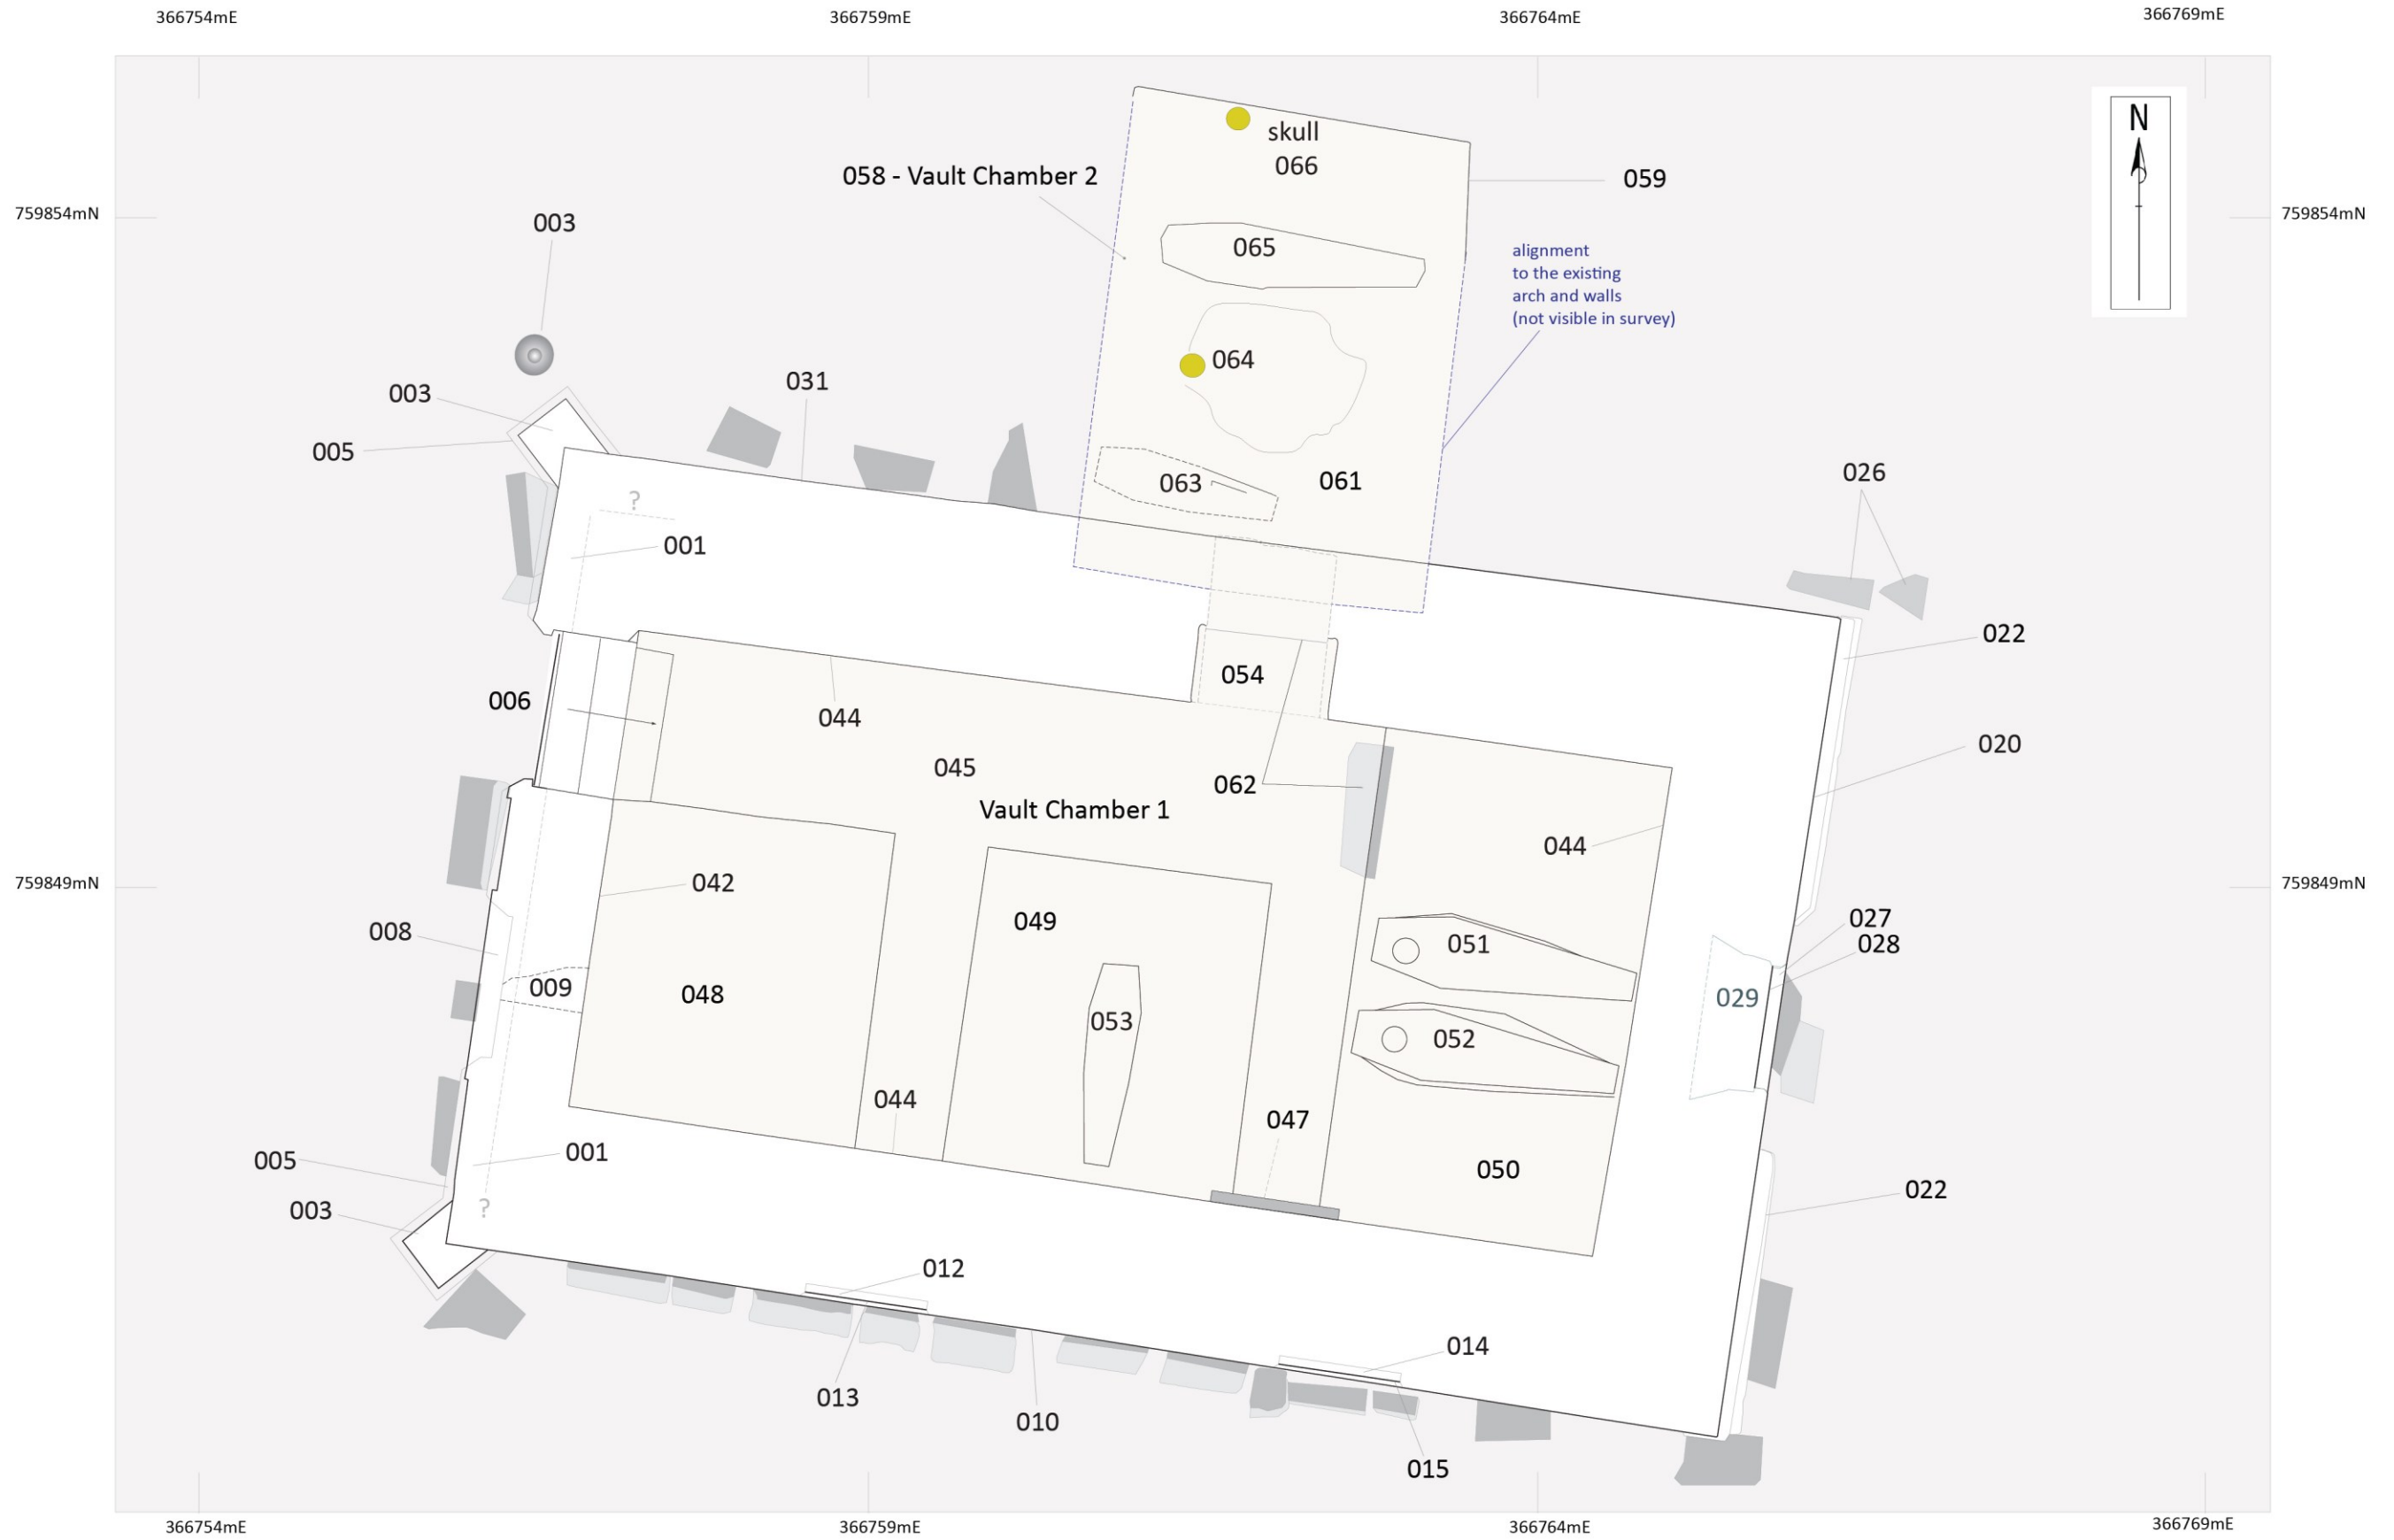 366754mE
366759mE
366764mE
366769mE
N
skull
066
058 - Vault Chamber 2
059
759854mN
759854mN
003
065
alignment
to the existing
arch and walls
(not visible in survey)
064
031
003
005
026
063
061
?
001
022
054
006
044
020
045
062
Vault Chamber 1
044
042
759849mN
759849mN
049
027
008
051
028
009
048
029
053
052
044
047
001
005
050
022
003
?
012
014
013
010
015
366754mE
366759mE
366764mE
366769mE